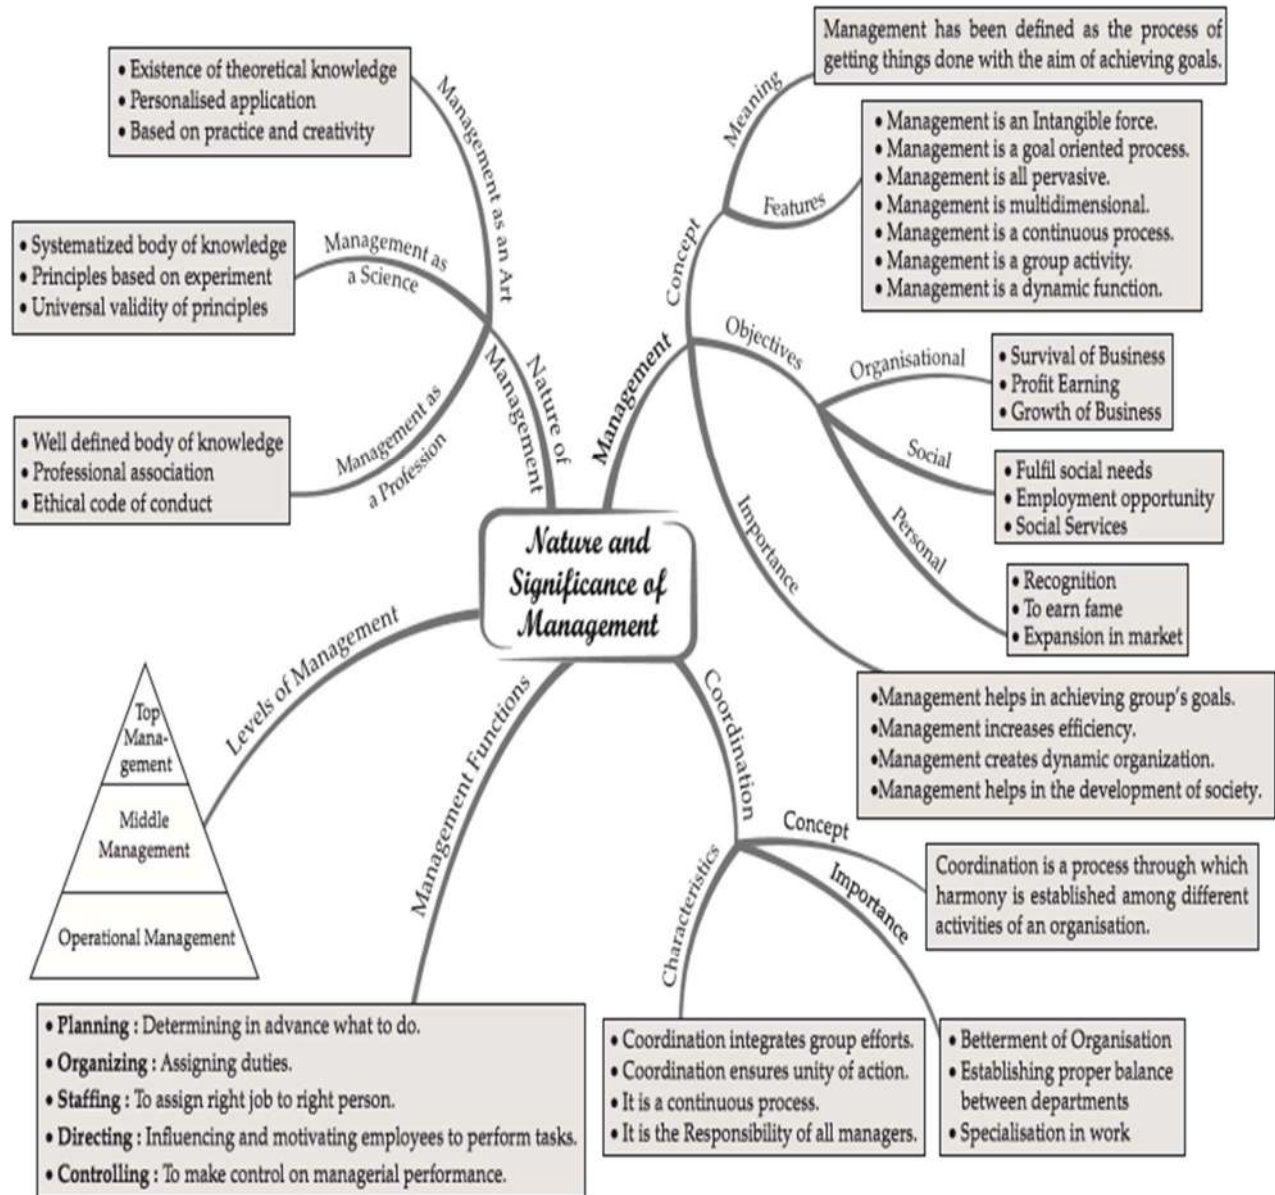 Nature and
Significance of
Management
Management
Concept
Meaning
Management has been defined as the process of
getting things done with the aim of achieving goals.
Features
• Management is an Intangible force.
• Management is a goal oriented process.
• Management is all pervasive.
• Management is multidimensional.
• Management is a continuous process.
• Management is a group activity.
• Management is a dynamic function.
Objectives
Organisational
• Survival of Business
• Profit Earning
• Growth of Business
Social
• Fulfil social needs
• Employment opportunity
• Social Services
Personal
• Recognition
• To earn fame
• Expansion in market
Importance
•Management helps in achieving group's goals.
•Management increases efficiency.
•Management creates dynamic organization.
•Management helps in the development of society.
Coordination
Concept
Coordination is a process through which
harmony is established among different
activities of an organisation.
Importance
• Betterment of Organisation
• Establishing proper balance
between departments
• Specialisation in work
Characteristics
• Coordination integrates group efforts.
• Coordination ensures unity of action.
• It is a continuous process.
• It is the Responsibility of all managers.
Management Functions
• Planning : Determining in advance what to do.
• Organizing : Assigning duties.
• Staffing : To assign right job to right person.
• Directing : Influencing and motivating employees to perform tasks.
• Controlling : To make control on managerial performance.
Levels of Management
Top
Mana-
gement
Middle
Management
Operational Management
Nature of
Management
Management as an Art
• Existence of theoretical knowledge
• Personalised application
• Based on practice and creativity
Management as
a Science
• Systematized body of knowledge
• Principles based on experiment
• Universal validity of principles
Management as
a Profession
• Well defined body of knowledge
• Professional association
• Ethical code of conduct